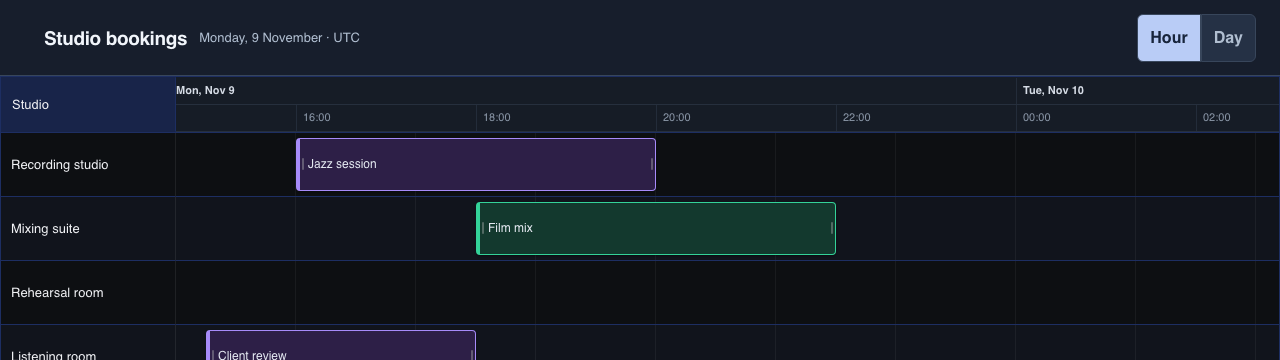 Studio bookings Monday, 9 November · UTC
Hour Day
Studio
Mon, Nov 9 Tue, Nov 10
16:00 18:00 20:00 22:00 00:00 02:00
Recording studio Jazz session
Mixing suite Film mix
Rehearsal room
Listening room Client review